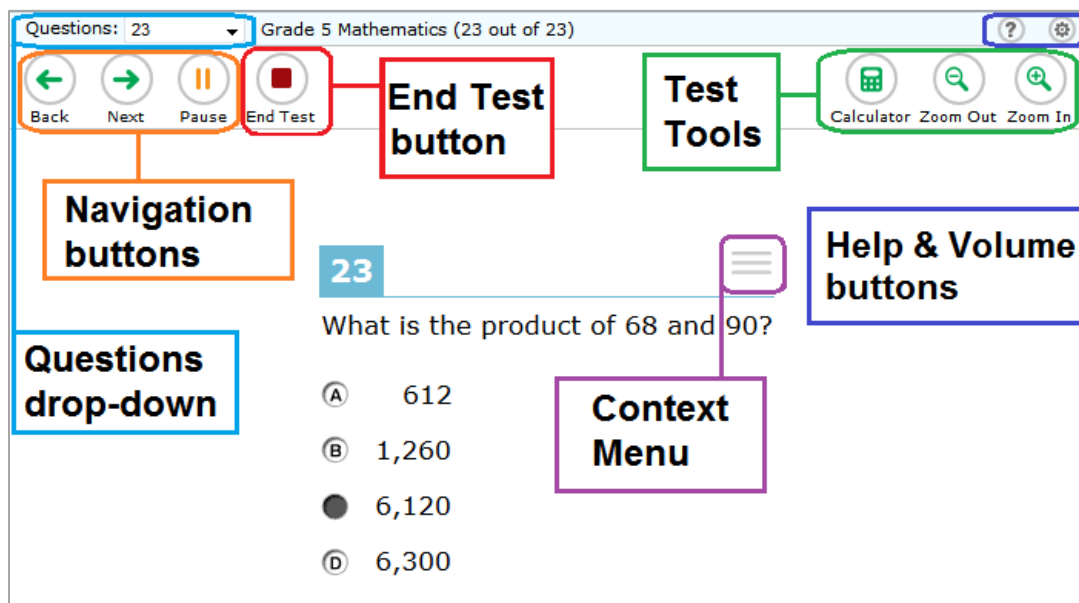 Questions: 23
Grade 5 Mathematics (23 out of 23)
?
Back
Next
Pause
End Test
Calculator
Zoom Out
Zoom In
End Test
button
Test
Tools
Navigation
buttons
Help & Volume
buttons
23
What is the product of 68 and 90?
Questions
drop-down
A 612
B 1,260
6,120
D 6,300
Context
Menu